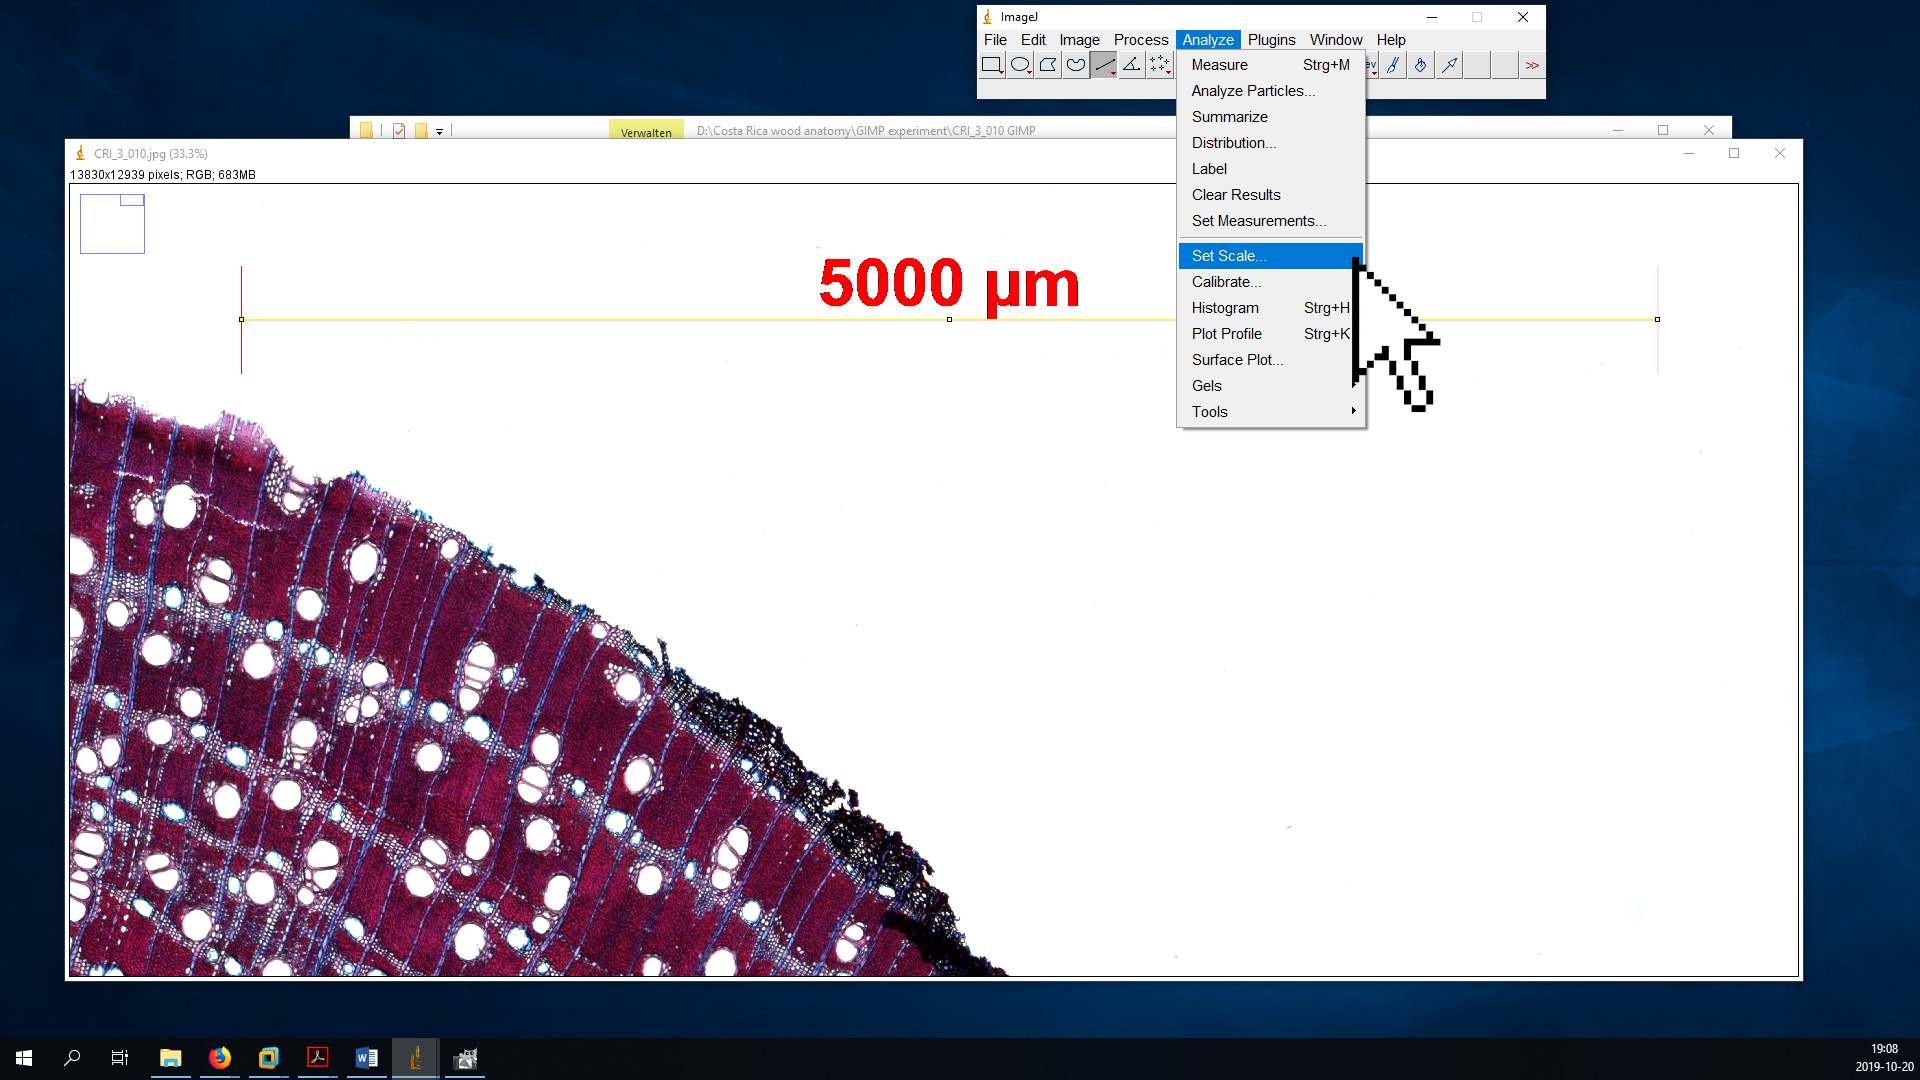 ImageJ
File Edit Image Process Analyze Plugins Window Help
Measure Strg+M
Analyze Particles...
Summarize
Distribution...
Label
Clear Results
Set Measurements...
Set Scale...
Calibrate...
Histogram Strg+H
Plot Profile Strg+K
Surface Plot...
Gels
Tools
Verwalten D:\Costa Rica wood anatomy\GIMP experiment\CRI_3_010 GIMP
CRI_3_010.jpg (33.3%)
13830x12939 pixels; RGB; 683MB
5000 µm
19:08
2019-10-20